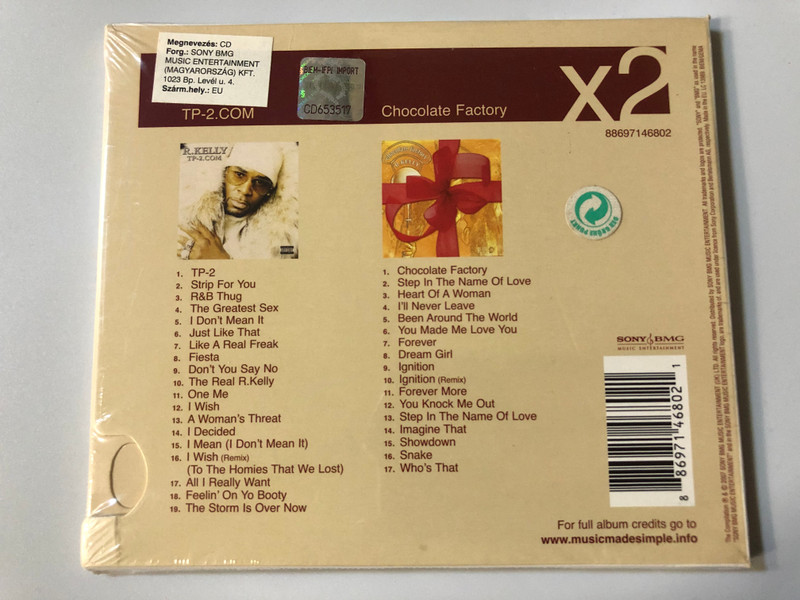 Megnevezés: CD
Forg.: SONY BMG
MUSIC ENTERTAINMENT
(MAGYARORSZÁG) KFT.
1023 Bp. Levél u. 4.
Szárm.hely.: EU
BIEM-IFPI IMPORT
CD653517
TP-2.COM
Chocolate Factory
x2
88697146802
R.KELLY
TP-2.COM
1. TP-2
2. Strip For You
3. R&B Thug
4. The Greatest Sex
5. I Don't Mean It
6. Just Like That
7. Like A Real Freak
8. Fiesta
9. Don't You Say No
10. The Real R.Kelly
11. One Me
12. I Wish
13. A Woman's Threat
14. I Decided
15. I Mean (I Don't Mean It)
16. I Wish (Remix)
(To The Homies That We Lost)
17. All I Really Want
18. Feelin' On Yo Booty
19. The Storm Is Over Now
1. Chocolate Factory
2. Step In The Name Of Love
3. Heart Of A Woman
4. I'll Never Leave
5. Been Around The World
6. You Made Me Love You
7. Forever
8. Dream Girl
9. Ignition
10. Ignition (Remix)
11. Forever More
12. You Knock Me Out
13. Step In The Name Of Love
14. Imagine That
15. Showdown
16. Snake
17. Who's That
DER GRÜNE PUNKT
SONY BMG
MUSIC ENTERTAINMENT
8 86971 46802 1
For full album credits go to
www.musicmadesimple.info